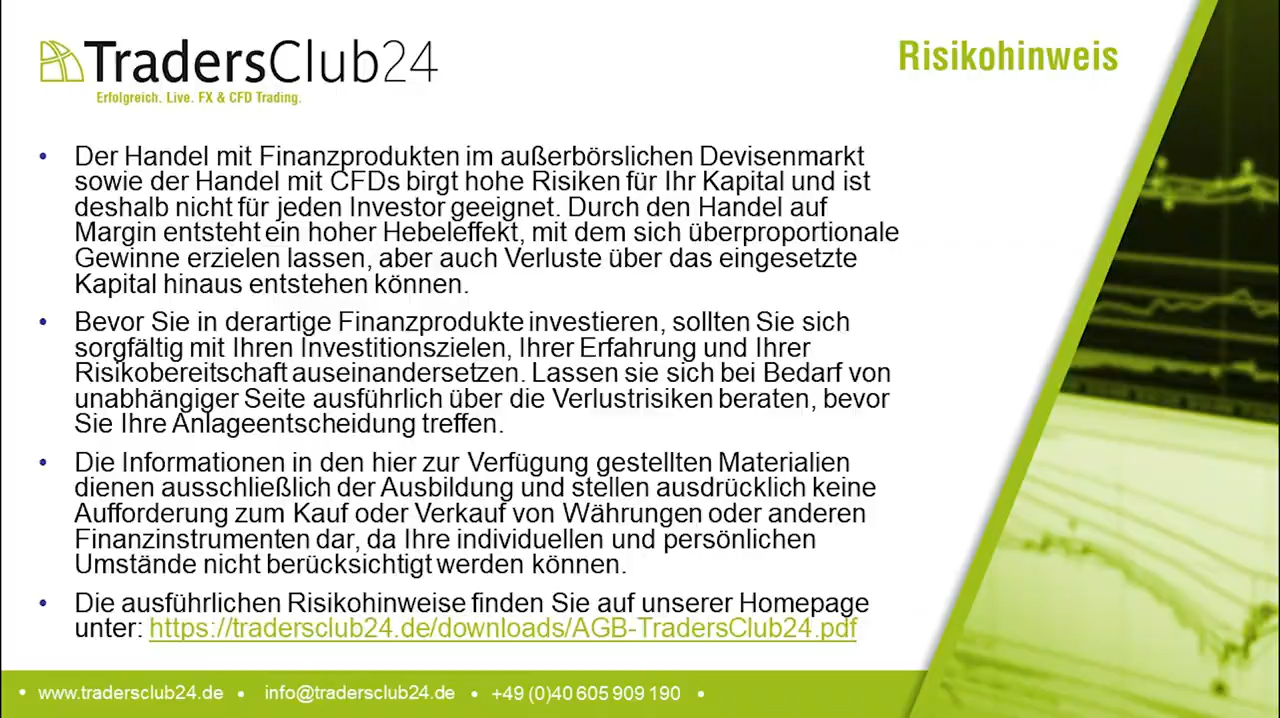 TradersClub24
Erfolgreich. Live. FX & CFD Trading.
Risikohinweis
• Der Handel mit Finanzprodukten im außerbörslichen Devisenmarkt
sowie der Handel mit CFDs birgt hohe Risiken für Ihr Kapital und ist
deshalb nicht für jeden Investor geeignet. Durch den Handel auf
Margin entsteht ein hoher Hebeleffekt, mit dem sich überproportionale
Gewinne erzielen lassen, aber auch Verluste über das eingesetzte
Kapital hinaus entstehen können.
• Bevor Sie in derartige Finanzprodukte investieren, sollten Sie sich
sorgfältig mit Ihren Investitionszielen, Ihrer Erfahrung und Ihrer
Risikobereitschaft auseinandersetzen. Lassen sie sich bei Bedarf von
unabhängiger Seite ausführlich über die Verlustrisiken beraten, bevor
Sie Ihre Anlageentscheidung treffen.
• Die Informationen in den hier zur Verfügung gestellten Materialien
dienen ausschließlich der Ausbildung und stellen ausdrücklich keine
Aufforderung zum Kauf oder Verkauf von Währungen oder anderen
Finanzinstrumenten dar, da Ihre individuellen und persönlichen
Umstände nicht berücksichtigt werden können.
• Die ausführlichen Risikohinweise finden Sie auf unserer Homepage
unter: https://tradersclub24.de/downloads/AGB-TradersClub24.pdf
• www.tradersclub24.de • info@tradersclub24.de • +49 (0)40 605 909 190 •